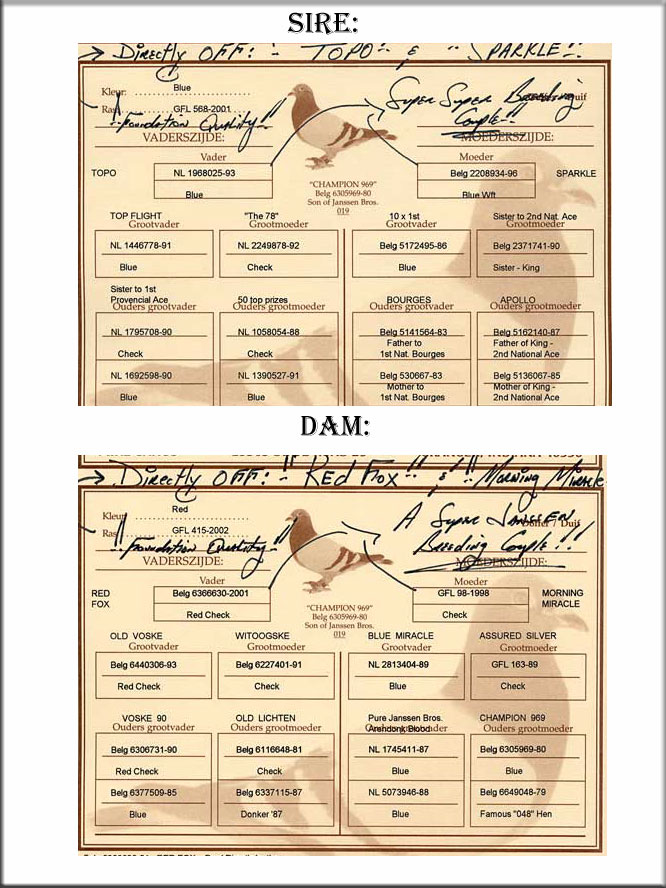 SIRE:
→ Directly OFF: "TOPO" & "SPARKLE"!
Kleur: Blue
Ras: GFL 568-2001
Super Super Breeding Duif
Couple"!
"Foundation Quality"!
VADERSZIJDE: MOEDERSZIJDE:
Vader Moeder
TOPO NL 1968025-93 Belg 2208934-96 SPARKLE
Blue Blue Wft
"CHAMPION 969"
Belg 6305969-80
Son of Janssen Bros.
019
TOP FLIGHT "The 78" 10 x 1st Sister to 2nd Nat. Ace
Grootvader Grootmoeder Grootvader Grootmoeder
NL 1446778-91 NL 2249878-92 Belg 5172495-86 Belg 2371741-90
Blue Check Blue Sister - King
Sister to 1st
Provencial Ace 50 top prizes BOURGES APOLLO
Ouders grootvader Ouders grootmoeder Ouders grootvader Ouders grootmoeder
NL 1795708-90 NL 1058054-88 Belg 5141564-83 Belg 5162140-87
Check Check Father to Father of King -
1st Nat. Bourges 2nd National Ace
NL 1692598-90 NL 1390527-91 Belg 530667-83 Belg 5136067-85
Blue Blue Mother to Mother of King -
1st Nat. Bourges 2nd National Ace
DAM:
→ Directly OFF: "RED FOX" & "Morning Miracle
Kleur: Red
Ras: GFL 415-2002
A Super Janssen Duif
Breeding Couple"!!
"Foundation Quality"!
VADERSZIJDE: MOEDERSZIJDE:
Vader Moeder
RED FOX Belg 6366630-2001 GFL 98-1998 MORNING MIRACLE
Red Check Check
"CHAMPION 969"
Belg 6305969-80
Son of Janssen Bros.
019
OLD VOSKE WITOOGSKE BLUE MIRACLE ASSURED SILVER
Grootvader Grootmoeder Grootvader Grootmoeder
Belg 6440306-93 Belg 6227401-91 NL 2813404-89 GFL 163-89
Red Check Check Blue Check
VOSKE 90 OLD LICHTEN Pure Janssen Bros. CHAMPION 969
Arendonk Blood
Ouders grootvader Ouders grootmoeder Ouders grootvader Ouders grootmoeder
Belg 6306731-90 Belg 6116648-81 NL 1745411-87 Belg 6305969-80
Red Check Check Blue Blue
Belg 6377509-85 Belg 6337115-87 NL 5073946-88 Belg 6649048-79
Blue Donker '87 Blue Famous "048" Hen